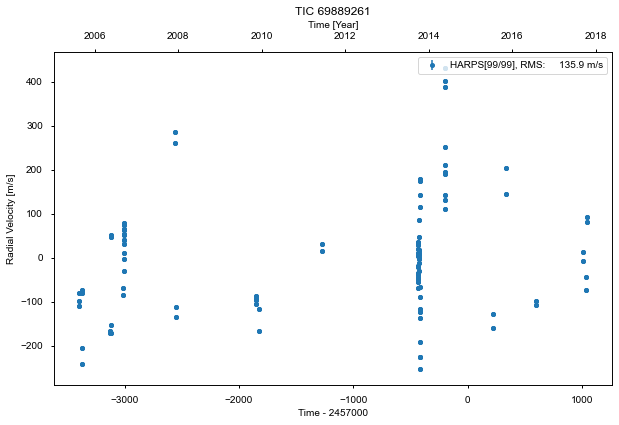 TIC 69889261
Time [Year]
2006 2008 2010 2012 2014 2016 2018
HARPS[99/99], RMS: 135.9 m/s
400
300
200
100
0
−100
−200
Radial Velocity [m/s]
−3000 −2000 −1000 0 1000
Time - 2457000